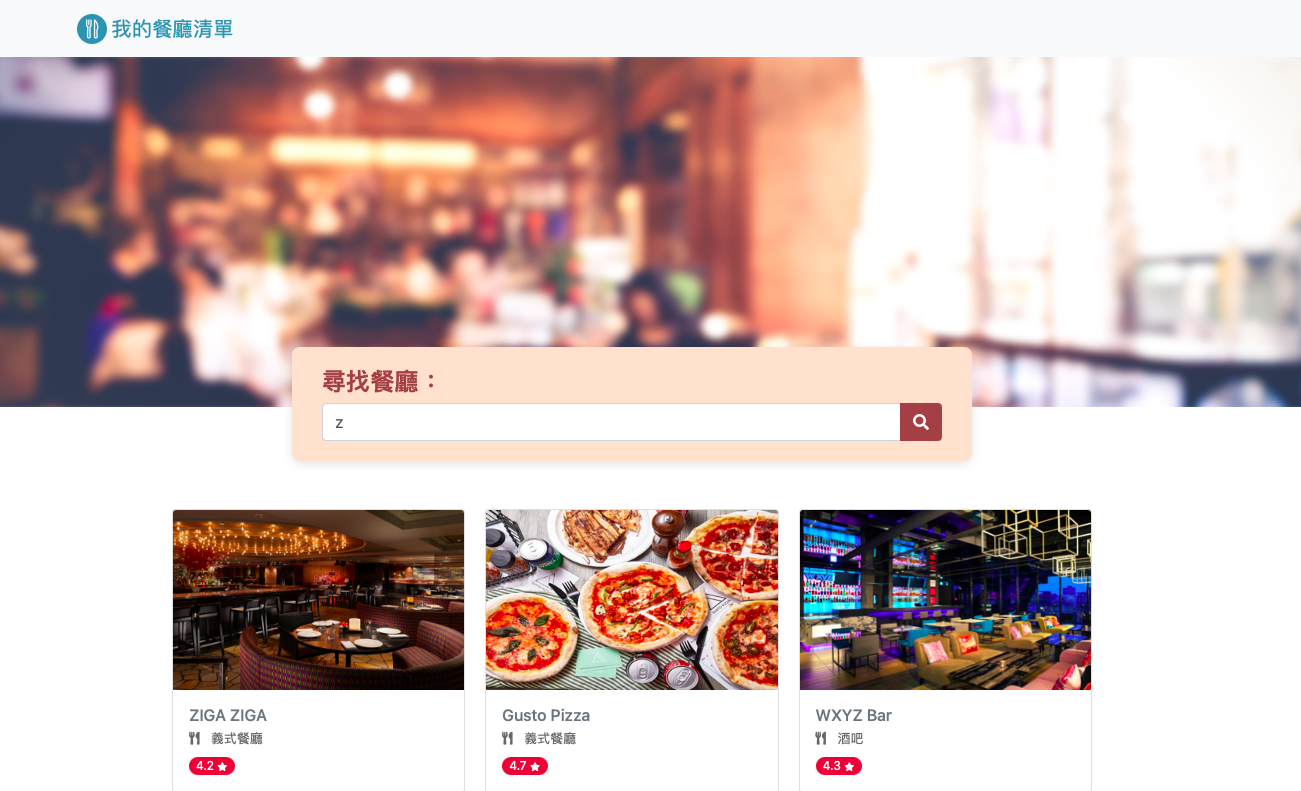 我的餐廳清單
尋找餐廳：
z
ZIGA ZIGA
義式餐廳
4.2
Gusto Pizza
義式餐廳
4.7
WXYZ Bar
酒吧
4.3